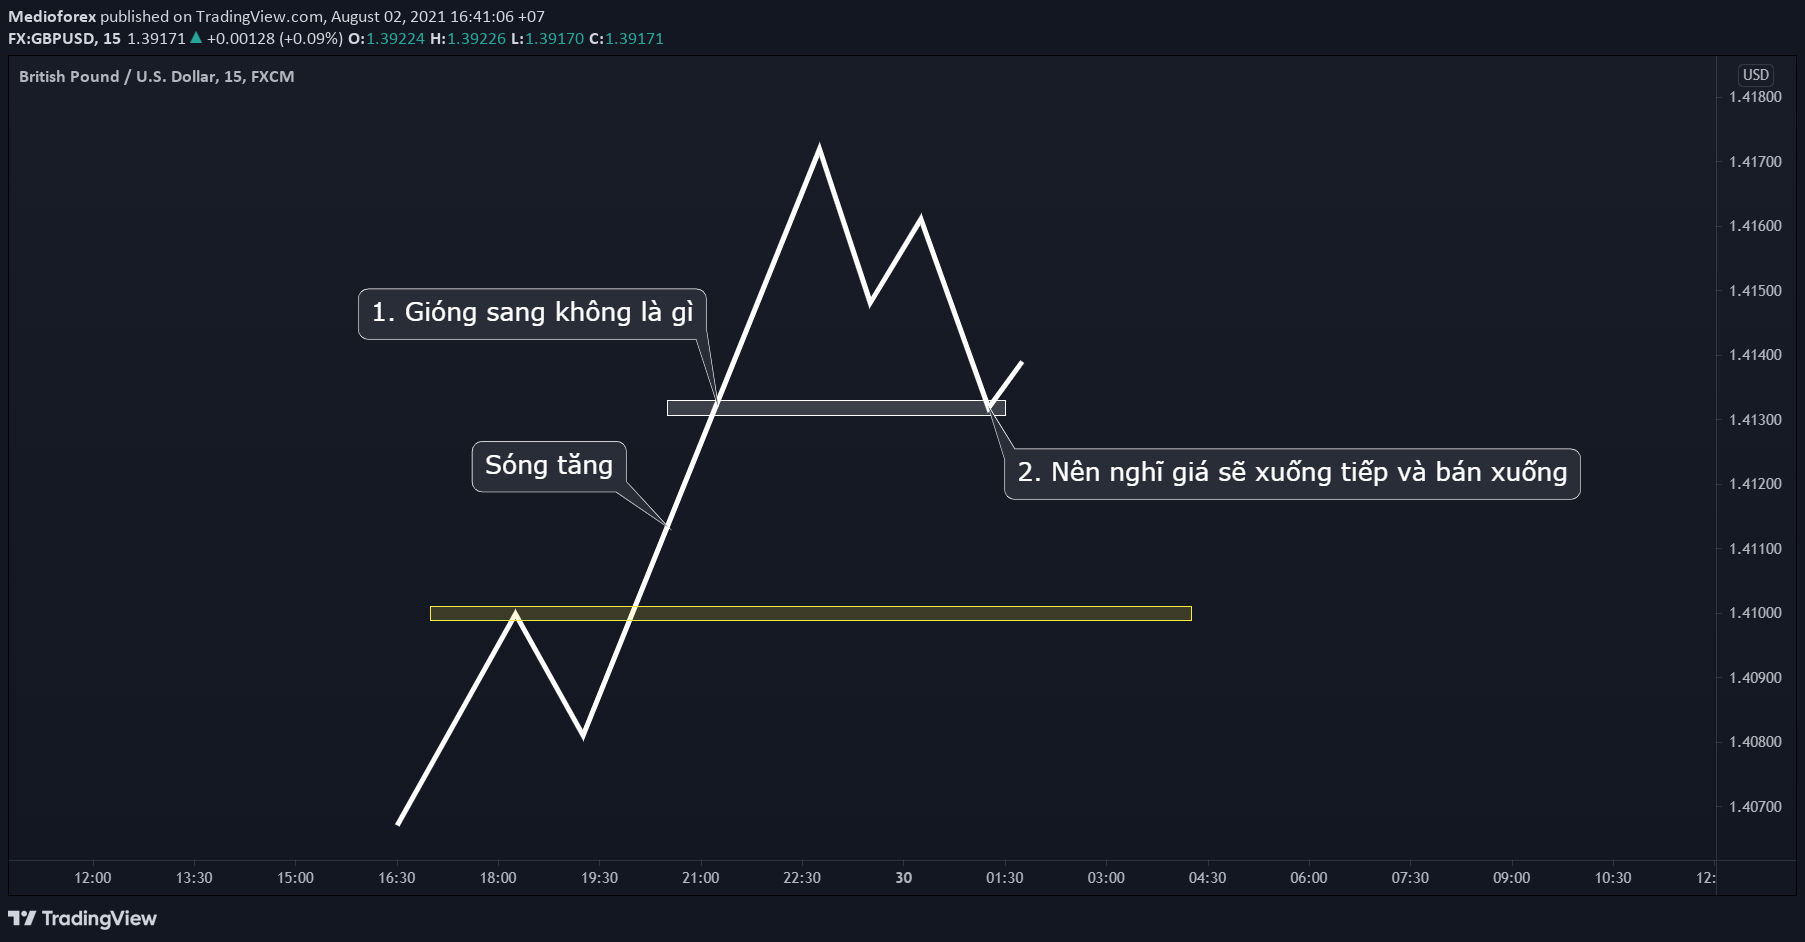 Medioforex published on TradingView.com, August 02, 2021 16:41:06 +07
FX:GBPUSD, 15 1.39171 ▲ +0.00128 (+0.09%) O:1.39224 H:1.39226 L:1.39170 C:1.39171
British Pound / U.S. Dollar, 15, FXCM
USD
1.41800
1.41700
1.41600
1.41500
1.41400
1.41300
1.41200
1.41100
1.41000
1.40900
1.40800
1.40700
1. Gióng sang không là gì
Sóng tăng
2. Nên nghĩ giá sẽ xuống tiếp và bán xuống
12:00 13:30 15:00 16:30 18:00 19:30 21:00 22:30 30 01:30 03:00 04:30 06:00 07:30 09:00 10:30 12:
TradingView